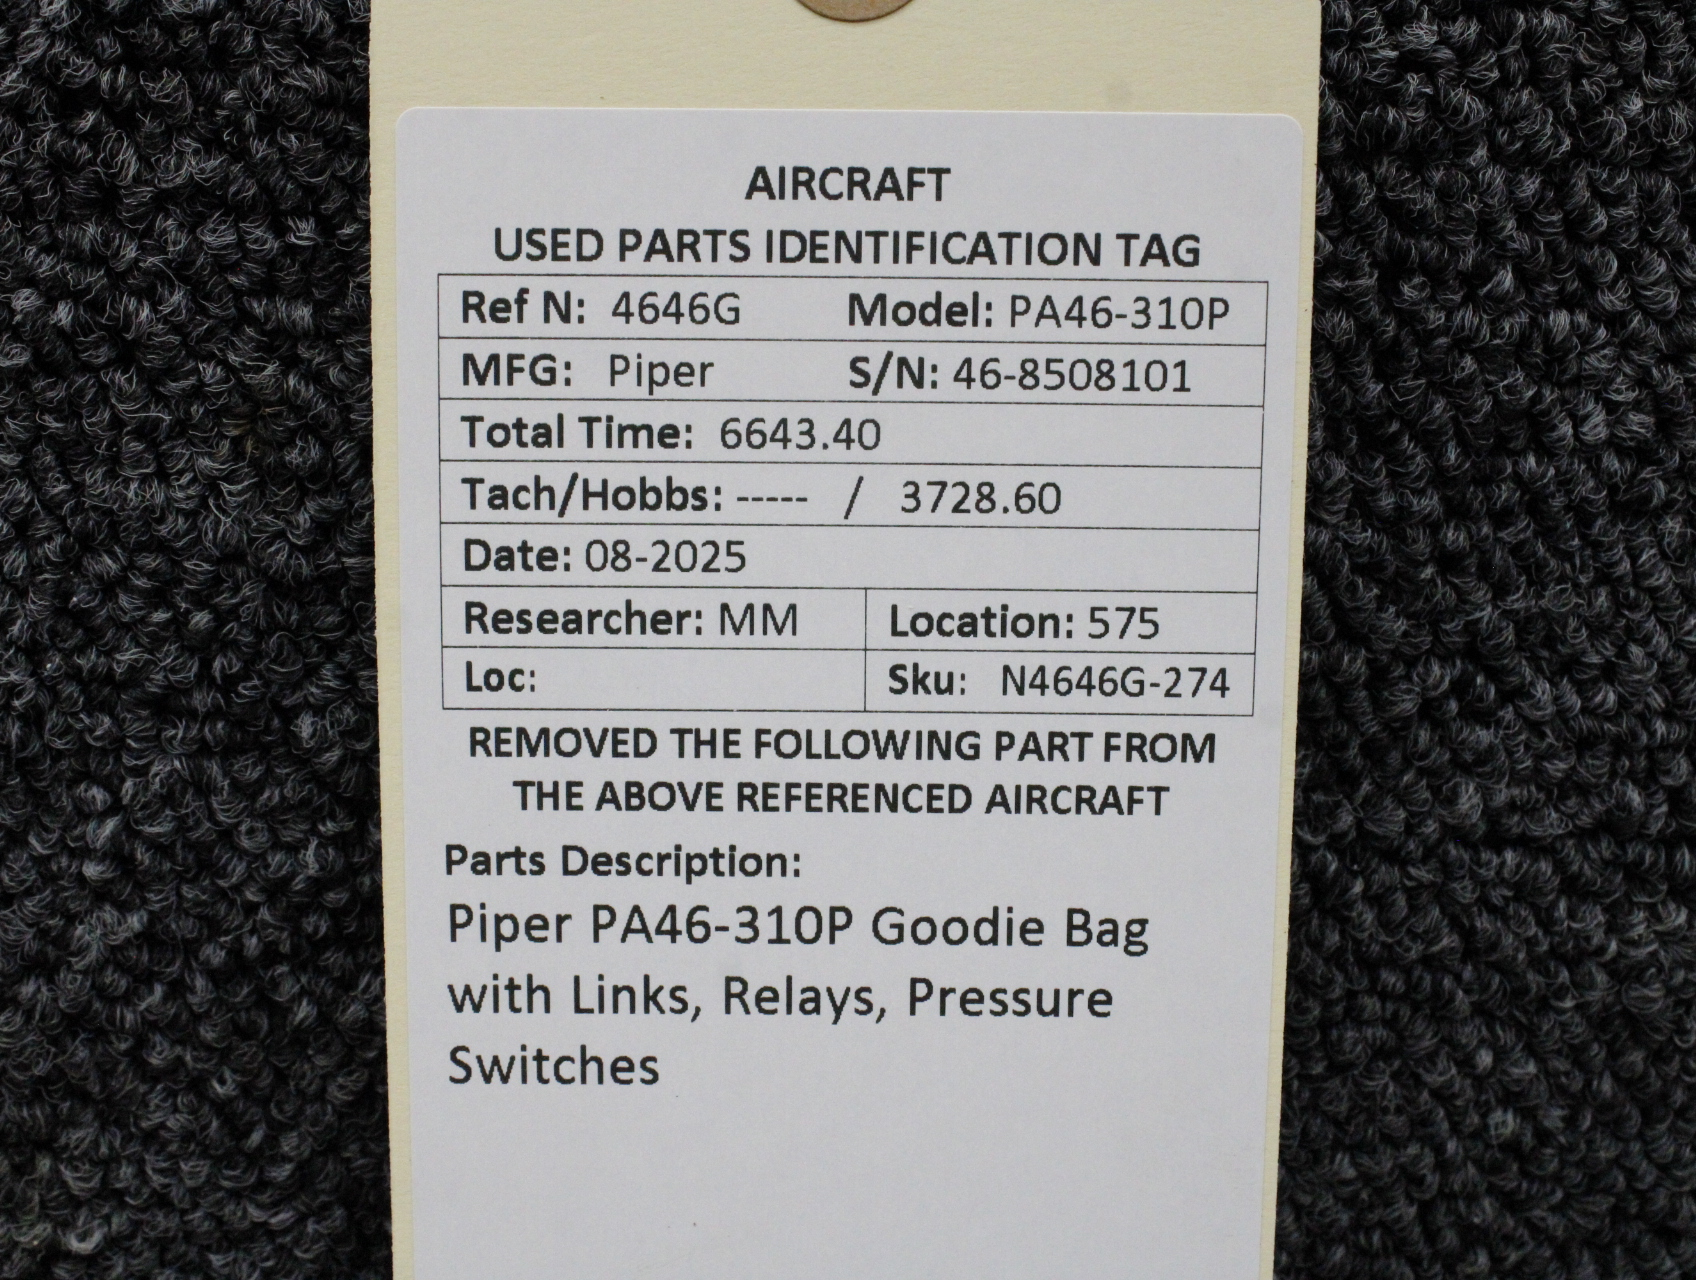 AIRCRAFT
USED PARTS IDENTIFICATION TAG
Ref N: 4646G Model: PA46-310P
MFG: Piper S/N: 46-8508101
Total Time: 6643.40
Tach/Hobbs: ----- / 3728.60
Date: 08-2025
Researcher: MM Location: 575
Loc: Sku: N4646G-274
REMOVED THE FOLLOWING PART FROM
THE ABOVE REFERENCED AIRCRAFT
Parts Description:
Piper PA46-310P Goodie Bag
with Links, Relays, Pressure
Switches